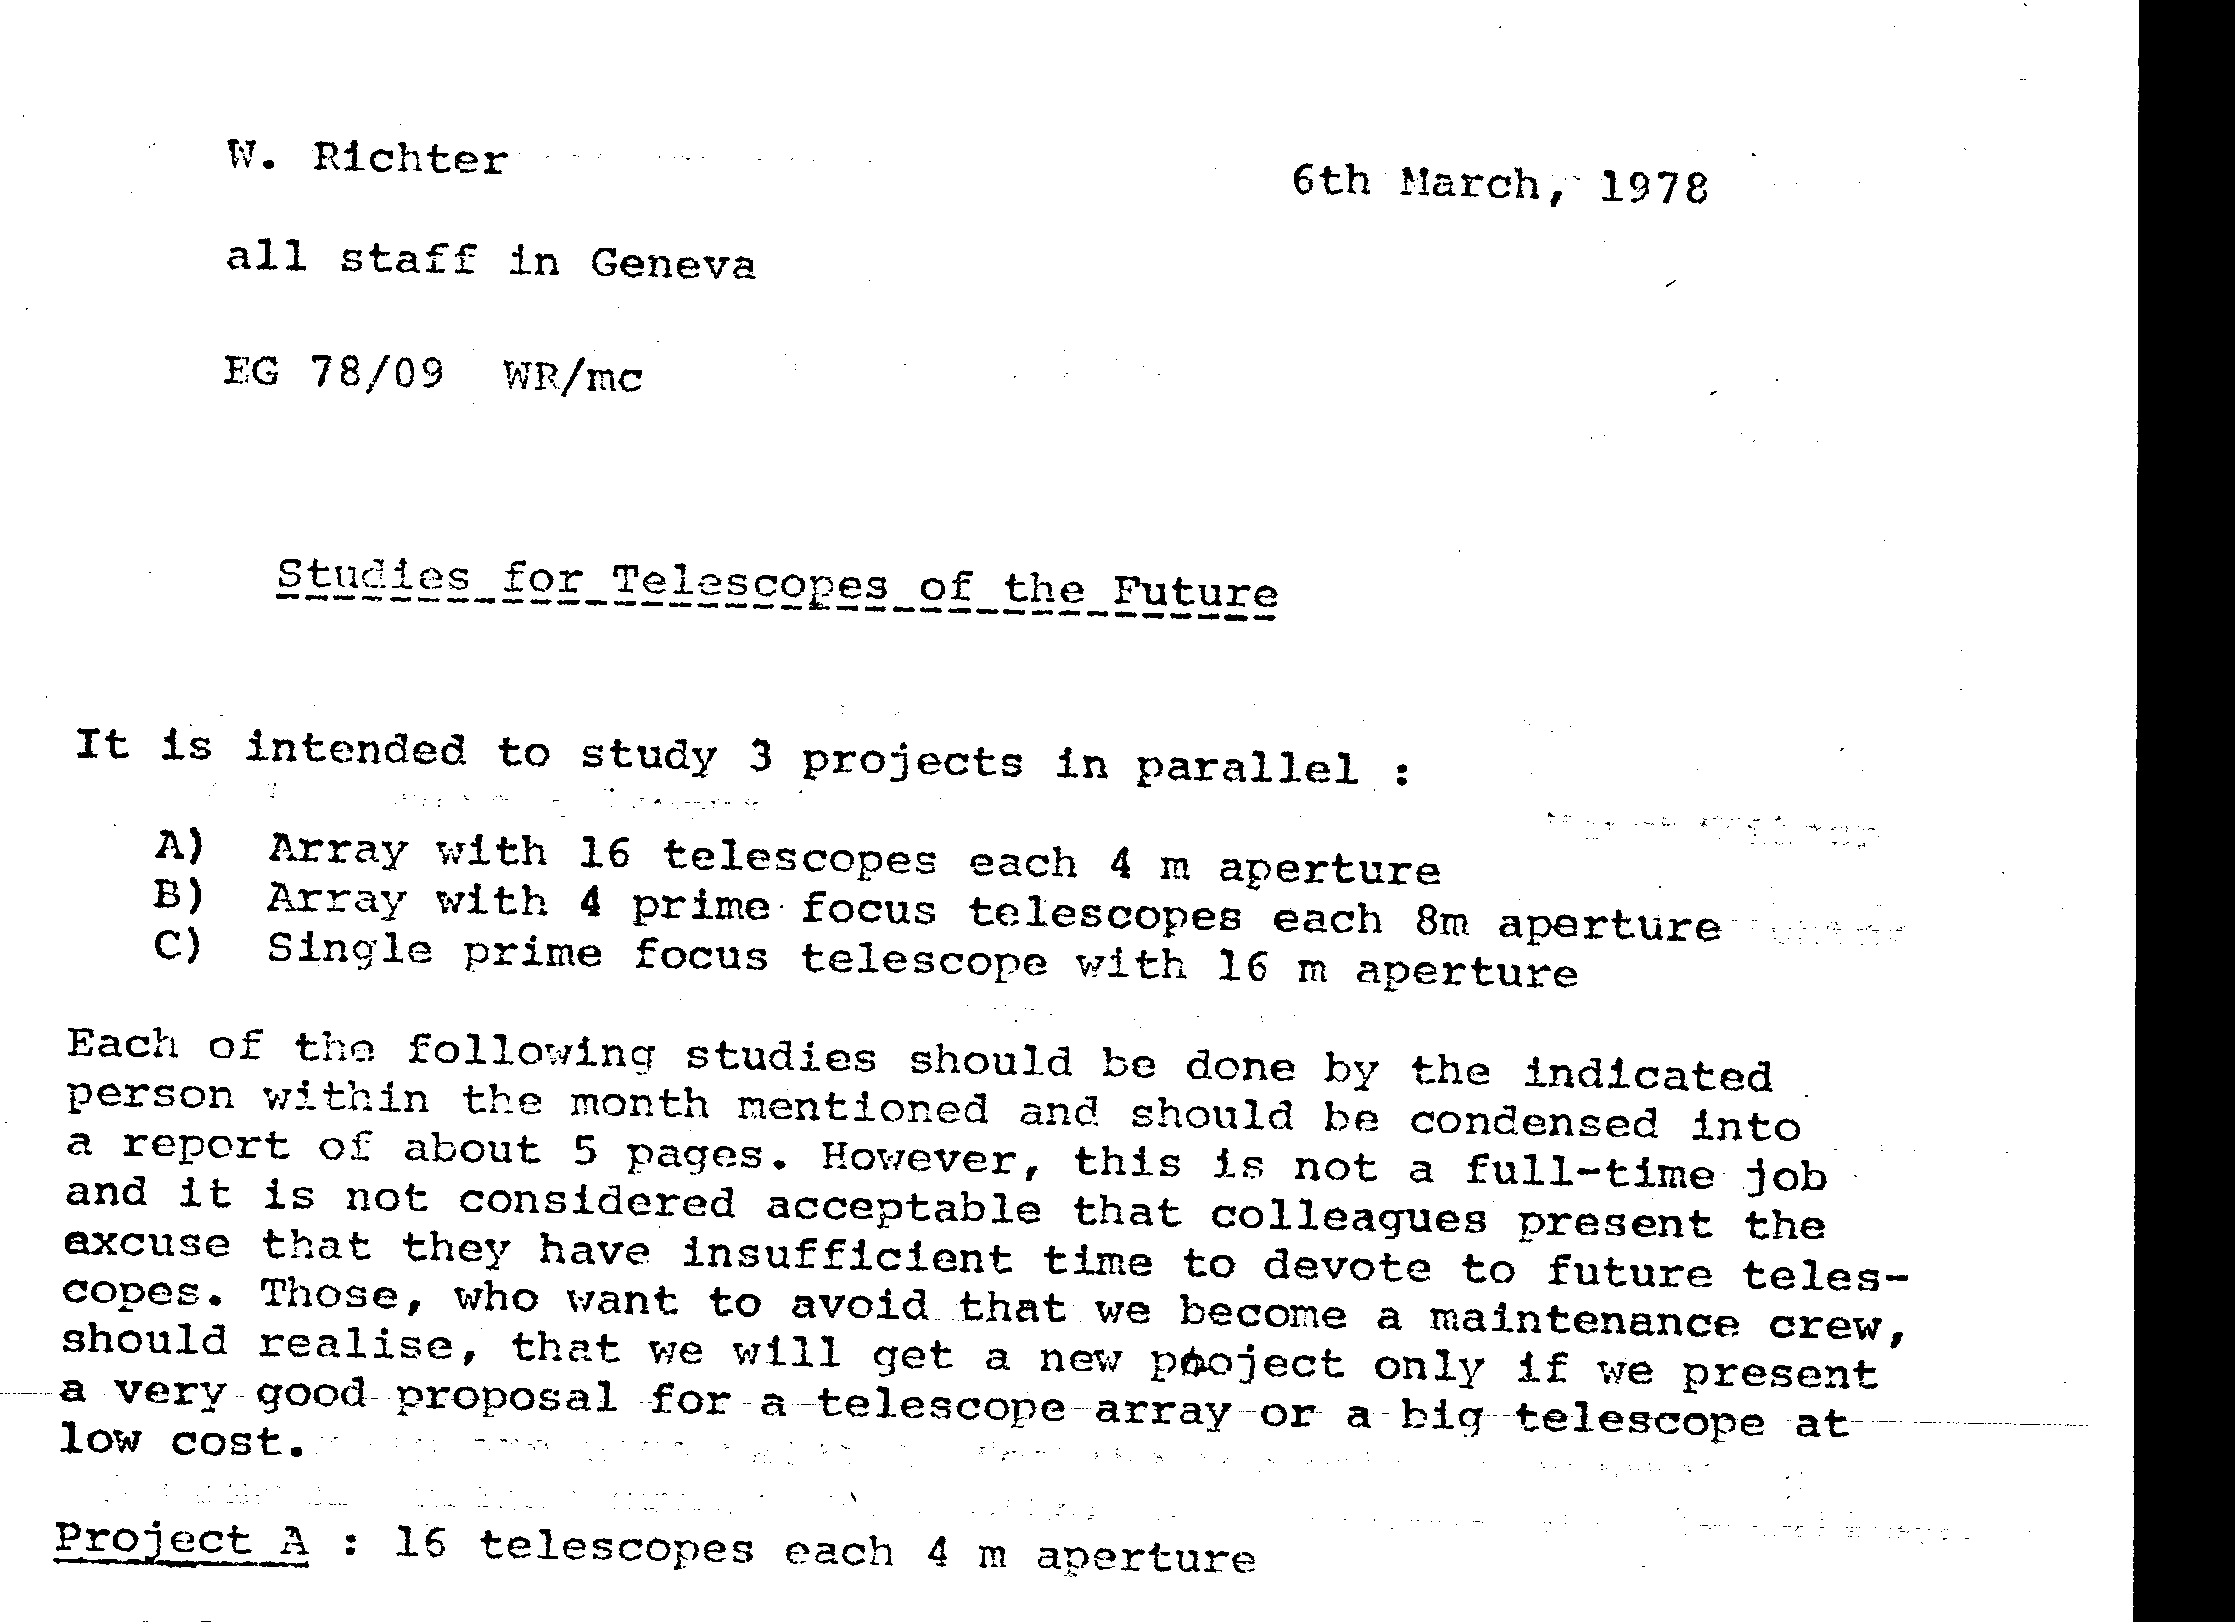 W. Richter
6th March, 1978
all staff in Geneva
EG 78/09 WR/mc
Studies for Telescopes of the Future
It is intended to study 3 projects in parallel :
A) Array with 16 telescopes each 4 m aperture
B) Array with 4 prime focus telescopes each 8m aperture
C) Single prime focus telescope with 16 m aperture
Each of the following studies should be done by the indicated
person within the month mentioned and should be condensed into
a report of about 5 pages. However, this is not a full-time job
and it is not considered acceptable that colleagues present the
excuse that they have insufficient time to devote to future teles-
copes. Those, who want to avoid that we become a maintenance crew,
should realise, that we will get a new pooject only if we present
a very good proposal for a telescope array or a big telescope at
low cost.
Project A : 16 telescopes each 4 m aperture